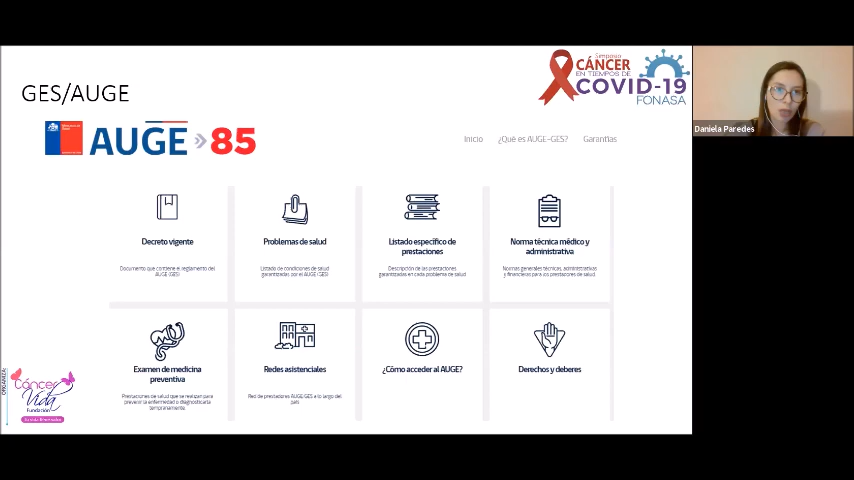 Simposio
CÁNCER
EN TIEMPOS DE
COVID-19
FONASA
GES/AUGE
AUGE » 85
Inicio ¿Qué es AUGE-GES? Garantías
Decreto vigente
Documento que contiene el reglamento del
AUGE (GES)
Problemas de salud
Listado de condiciones de salud
garantizadas por el AUGE (GES)
Listado específico de
prestaciones
Descripción de las prestaciones
garantizadas en cada problema de salud
Norma técnica médico y
administrativa
Normas generales técnicas, administrativas
y financieras para los prestadores de salud
Examen de medicina
preventiva
Prestaciones de salud que se realizan para
prevenir la enfermedad o diagnosticarla
tempranamente
Redes asistenciales
Red de prestadores AUGE/GES a lo largo del
país
¿Cómo acceder al AUGE?
Derechos y deberes
ORGANIZA:
Cáncer
Vida
Fundación
Daniela Paredes